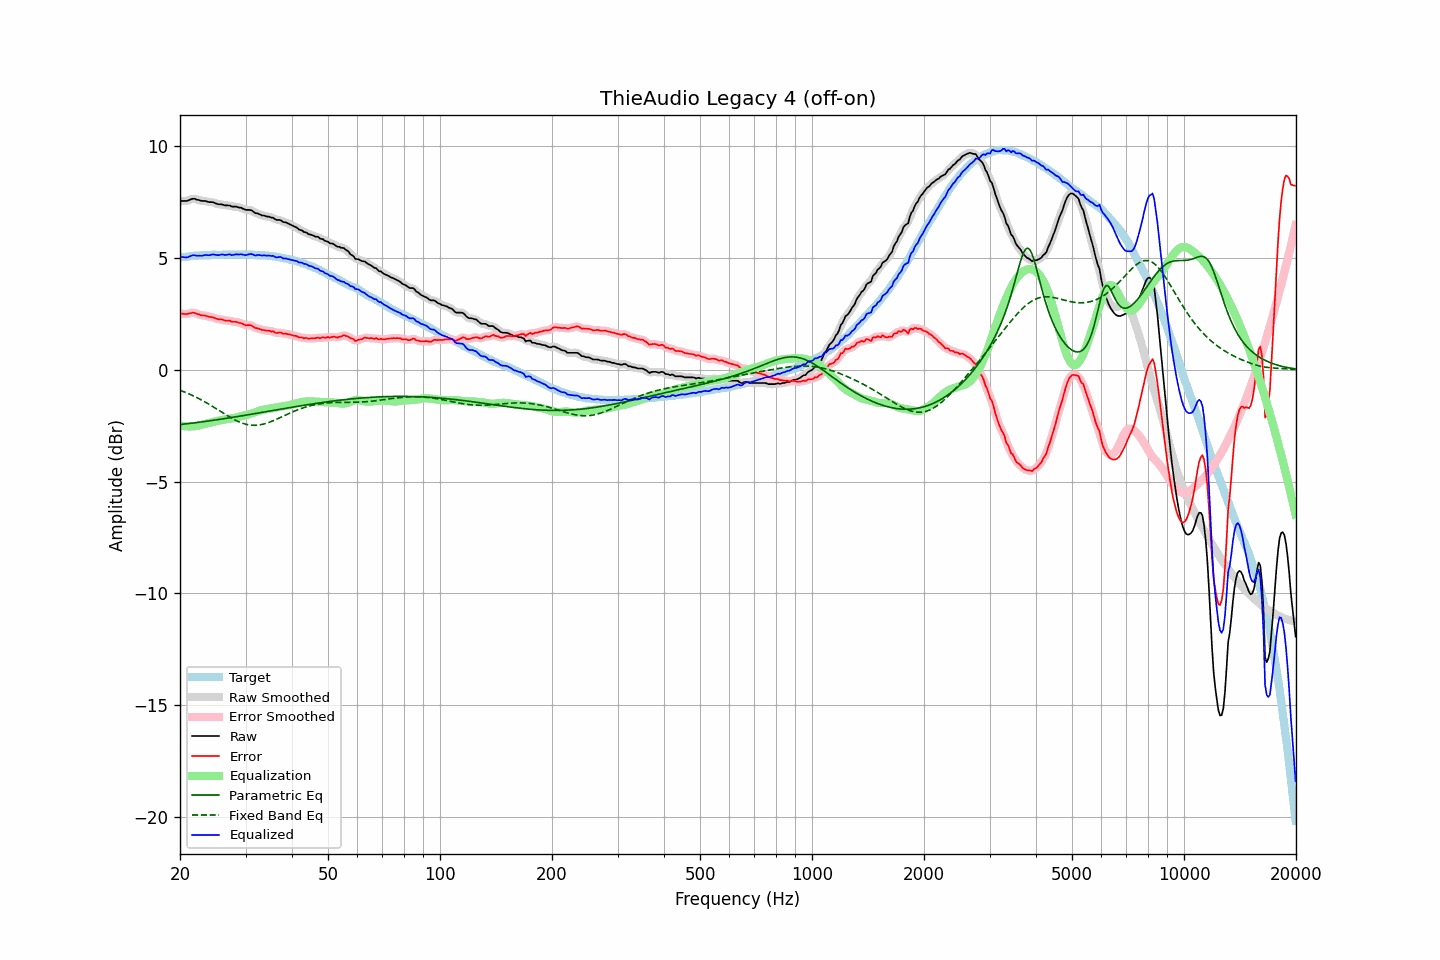 ThieAudio Legacy 4 (off-on)
10
5
0
−5
−10
−15
−20
Amplitude (dBr)
Target
Raw Smoothed
Error Smoothed
Raw
Error
Equalization
Parametric Eq
Fixed Band Eq
Equalized
20 50 100 200 500 1000 2000 5000 10000 20000
Frequency (Hz)